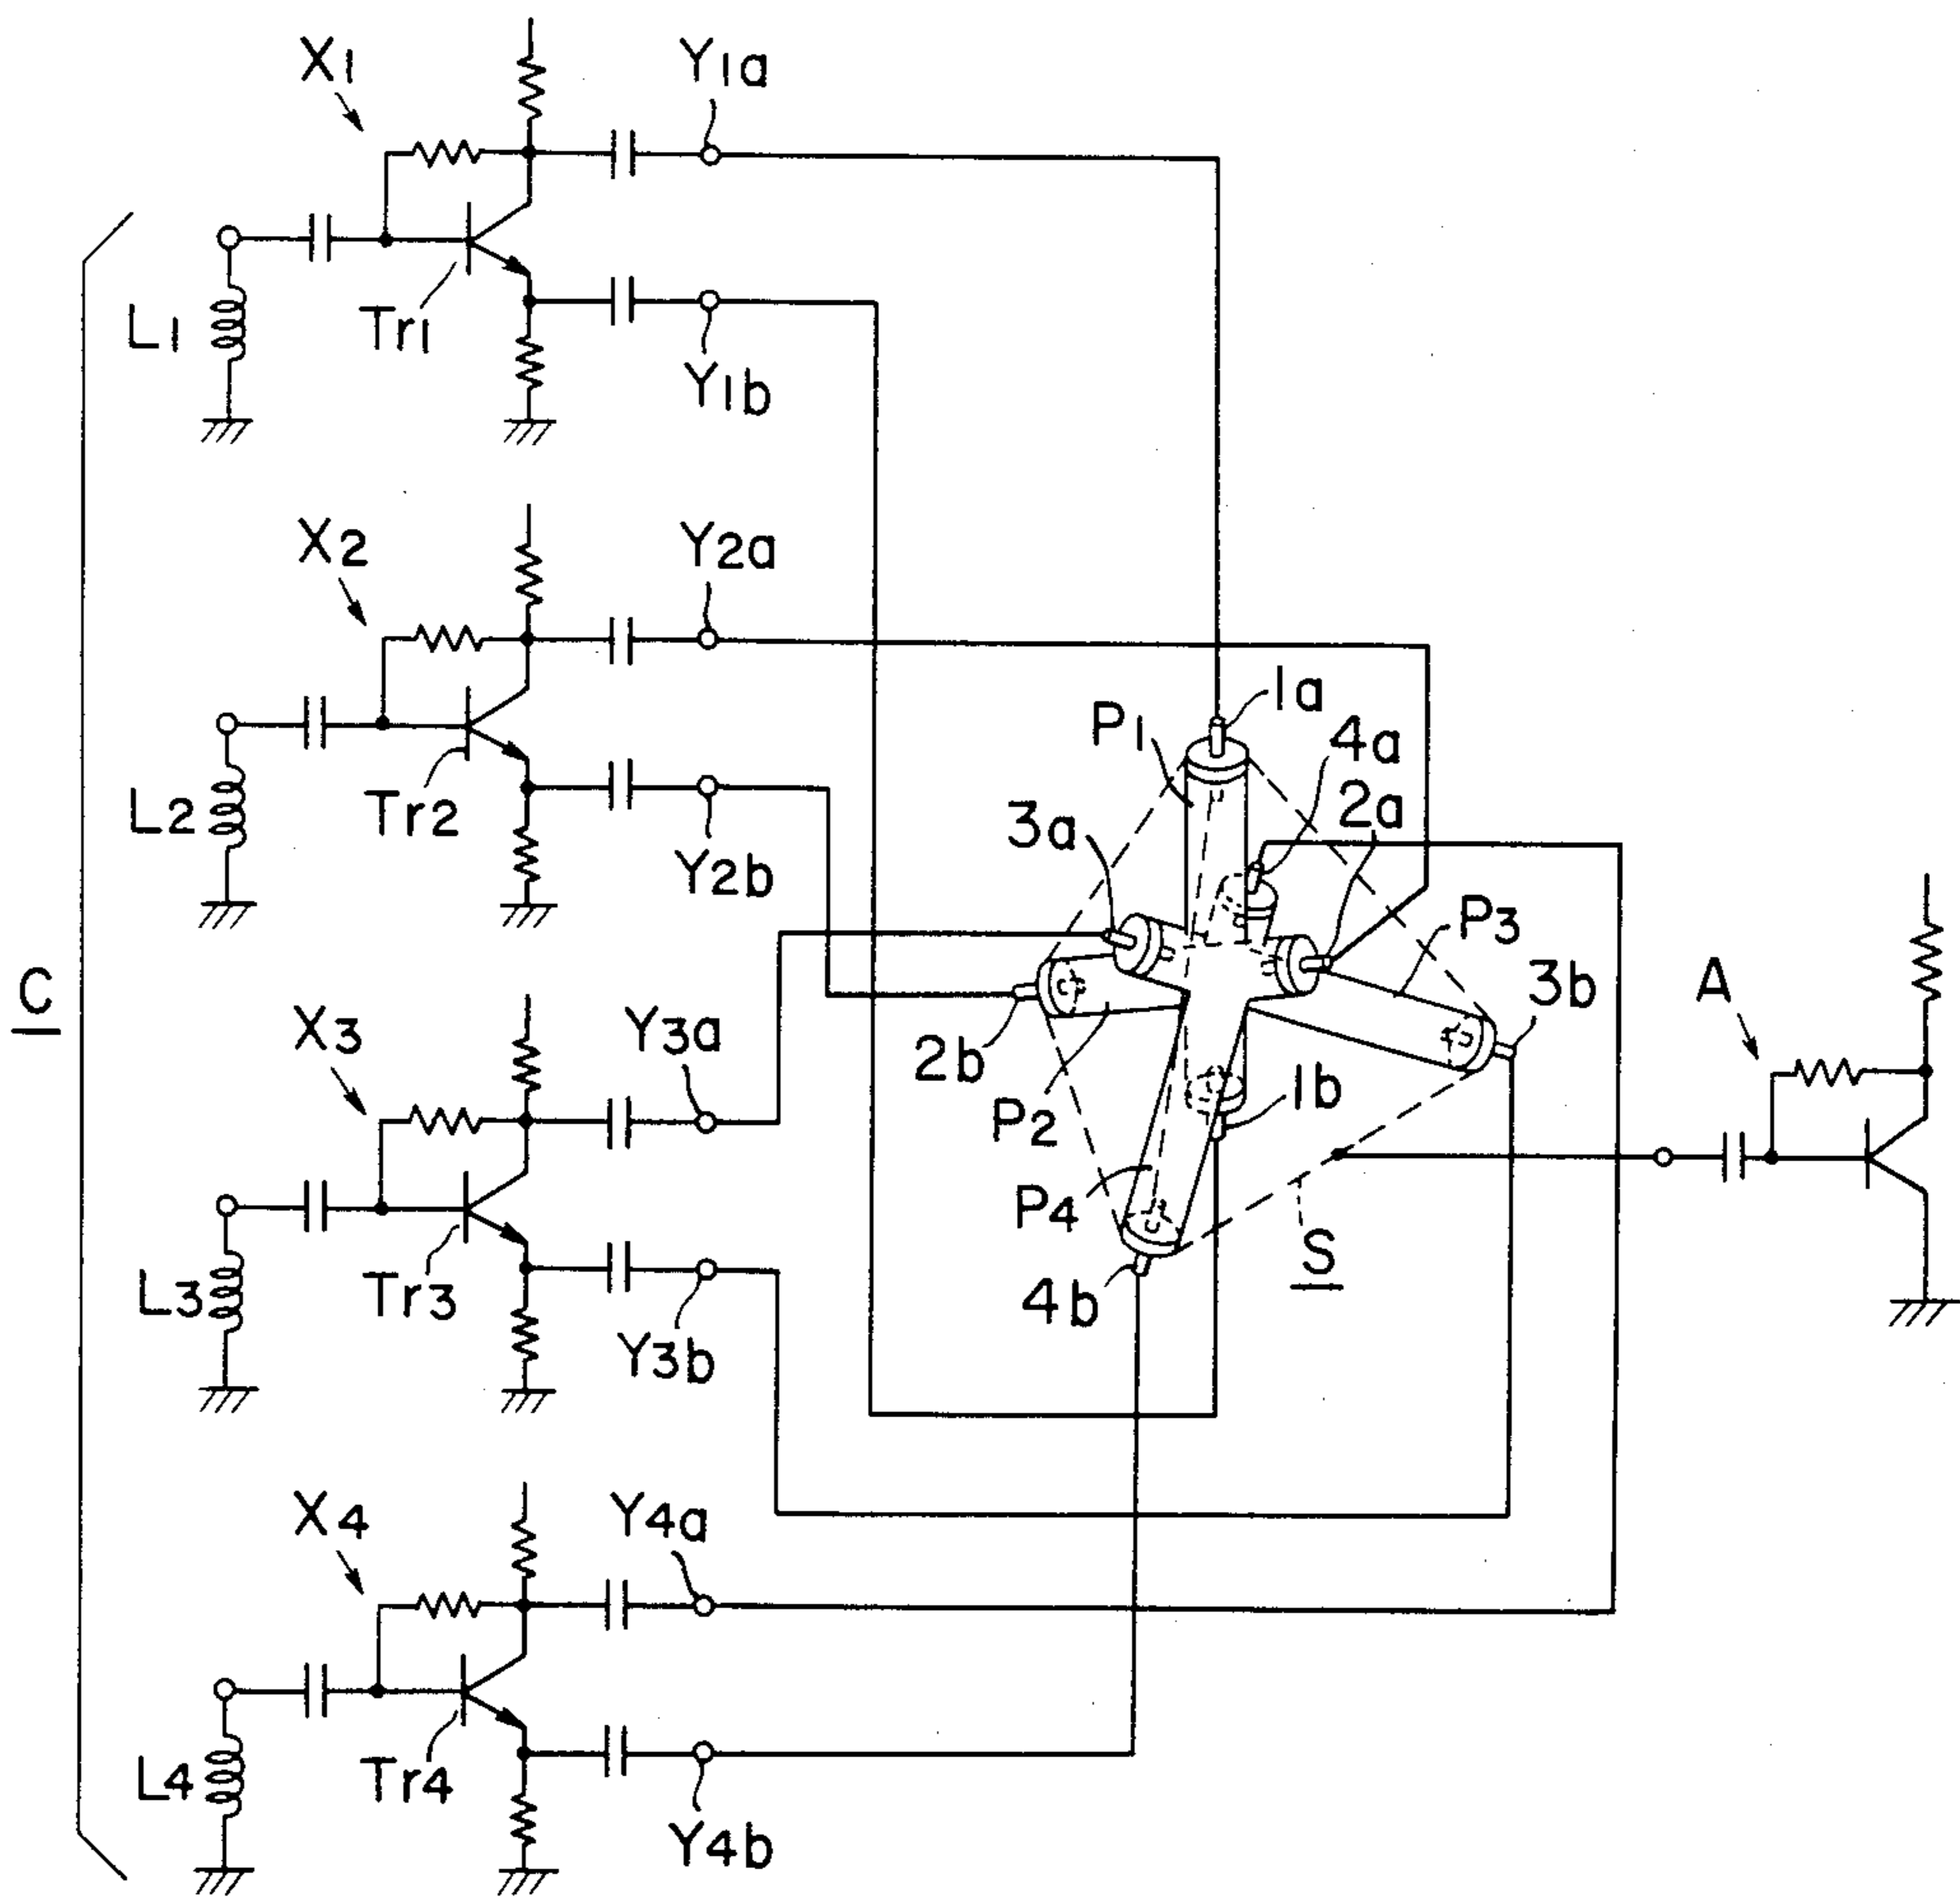 X1
Y1a
L1
Tr1
Y1b
X2
Y2a
1a
P1
4a
L2
Tr2
3a
2a
Y2b
P3
C
A
X3
Y3a
3b
2b
1b
P2
P4
L3
Tr3
S
4b
Y3b
X4
Y4a
L4
Tr4
Y4b